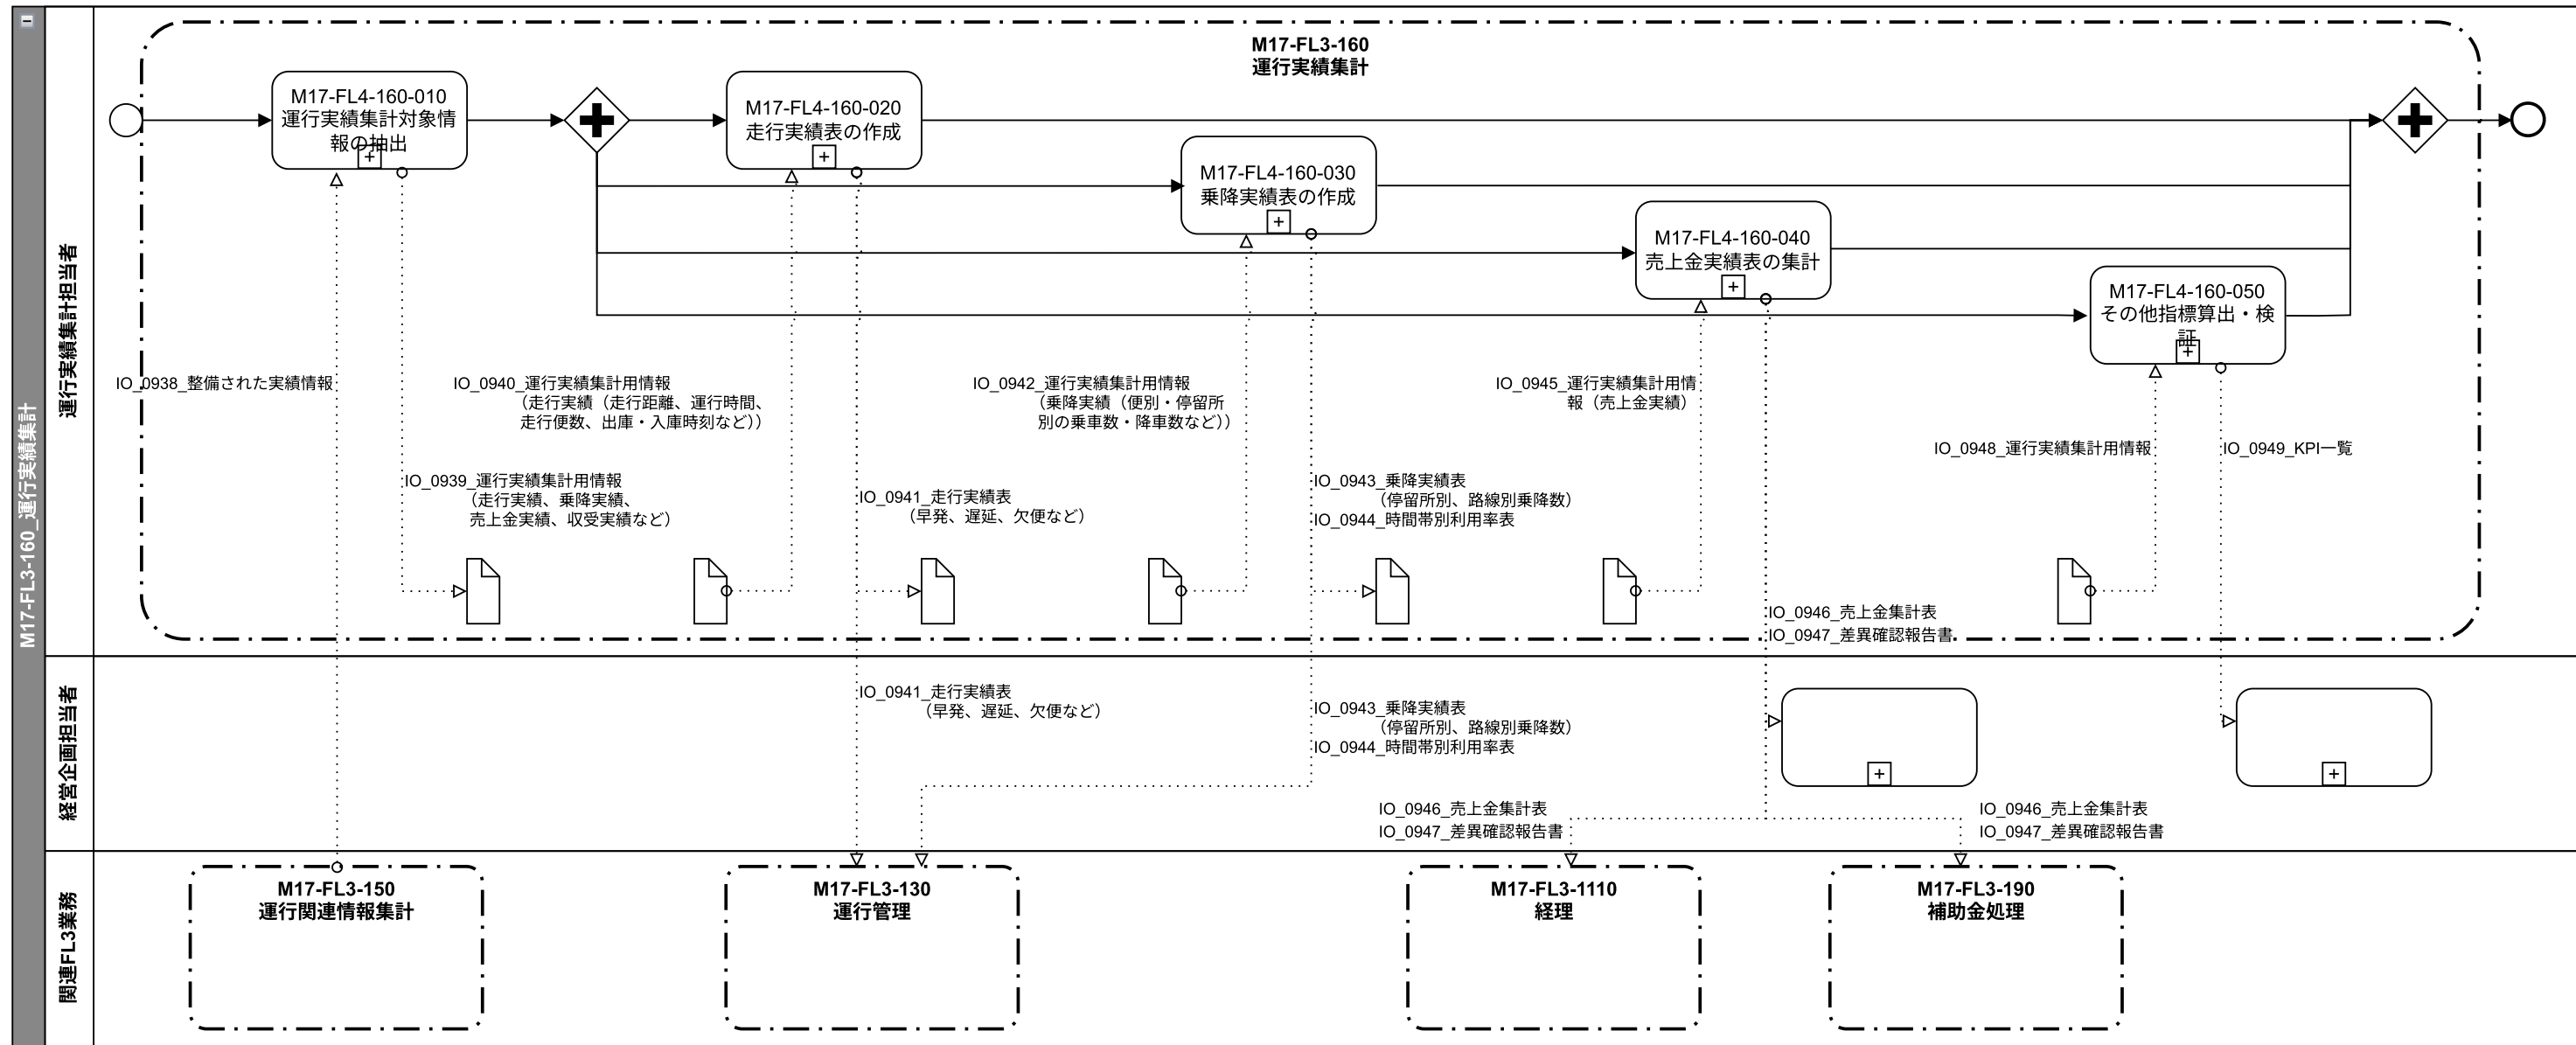 M17-FL3-160_運行実績集計
運行実績集計担当者
M17-FL3-160
運行実績集計
M17-FL4-160-010
運行実績集計対象情
報の抽出
M17-FL4-160-020
走行実績表の作成
M17-FL4-160-030
乗降実績表の作成
M17-FL4-160-040
売上金実績表の集計
M17-FL4-160-050
その他指標算出・検
証
IO_0938_整備された実績情報
IO_0939_運行実績集計用情報
（走行実績、乗降実績、
売上金実績、収受実績など）
IO_0940_運行実績集計用情報
（走行実績（走行距離、運行時間、
走行便数、出庫・入庫時刻など））
IO_0941_走行実績表
（早発、遅延、欠便など）
IO_0942_運行実績集計用情報
（乗降実績（便別・停留所
別の乗車数・降車数など））
IO_0943_乗降実績表
（停留所別、路線別乗降数）
IO_0944_時間帯別利用率表
IO_0945_運行実績集計用情
報（売上金実績）
IO_0946_売上金集計表
IO_0947_差異確認報告書
IO_0948_運行実績集計用情報
IO_0949_KPI一覧
経営企画担当者
IO_0941_走行実績表
（早発、遅延、欠便など）
IO_0943_乗降実績表
（停留所別、路線別乗降数）
IO_0944_時間帯別利用率表
IO_0946_売上金集計表
IO_0947_差異確認報告書
IO_0946_売上金集計表
IO_0947_差異確認報告書
関連FL3業務
M17-FL3-150
運行関連情報集計
M17-FL3-130
運行管理
M17-FL3-1110
経理
M17-FL3-190
補助金処理